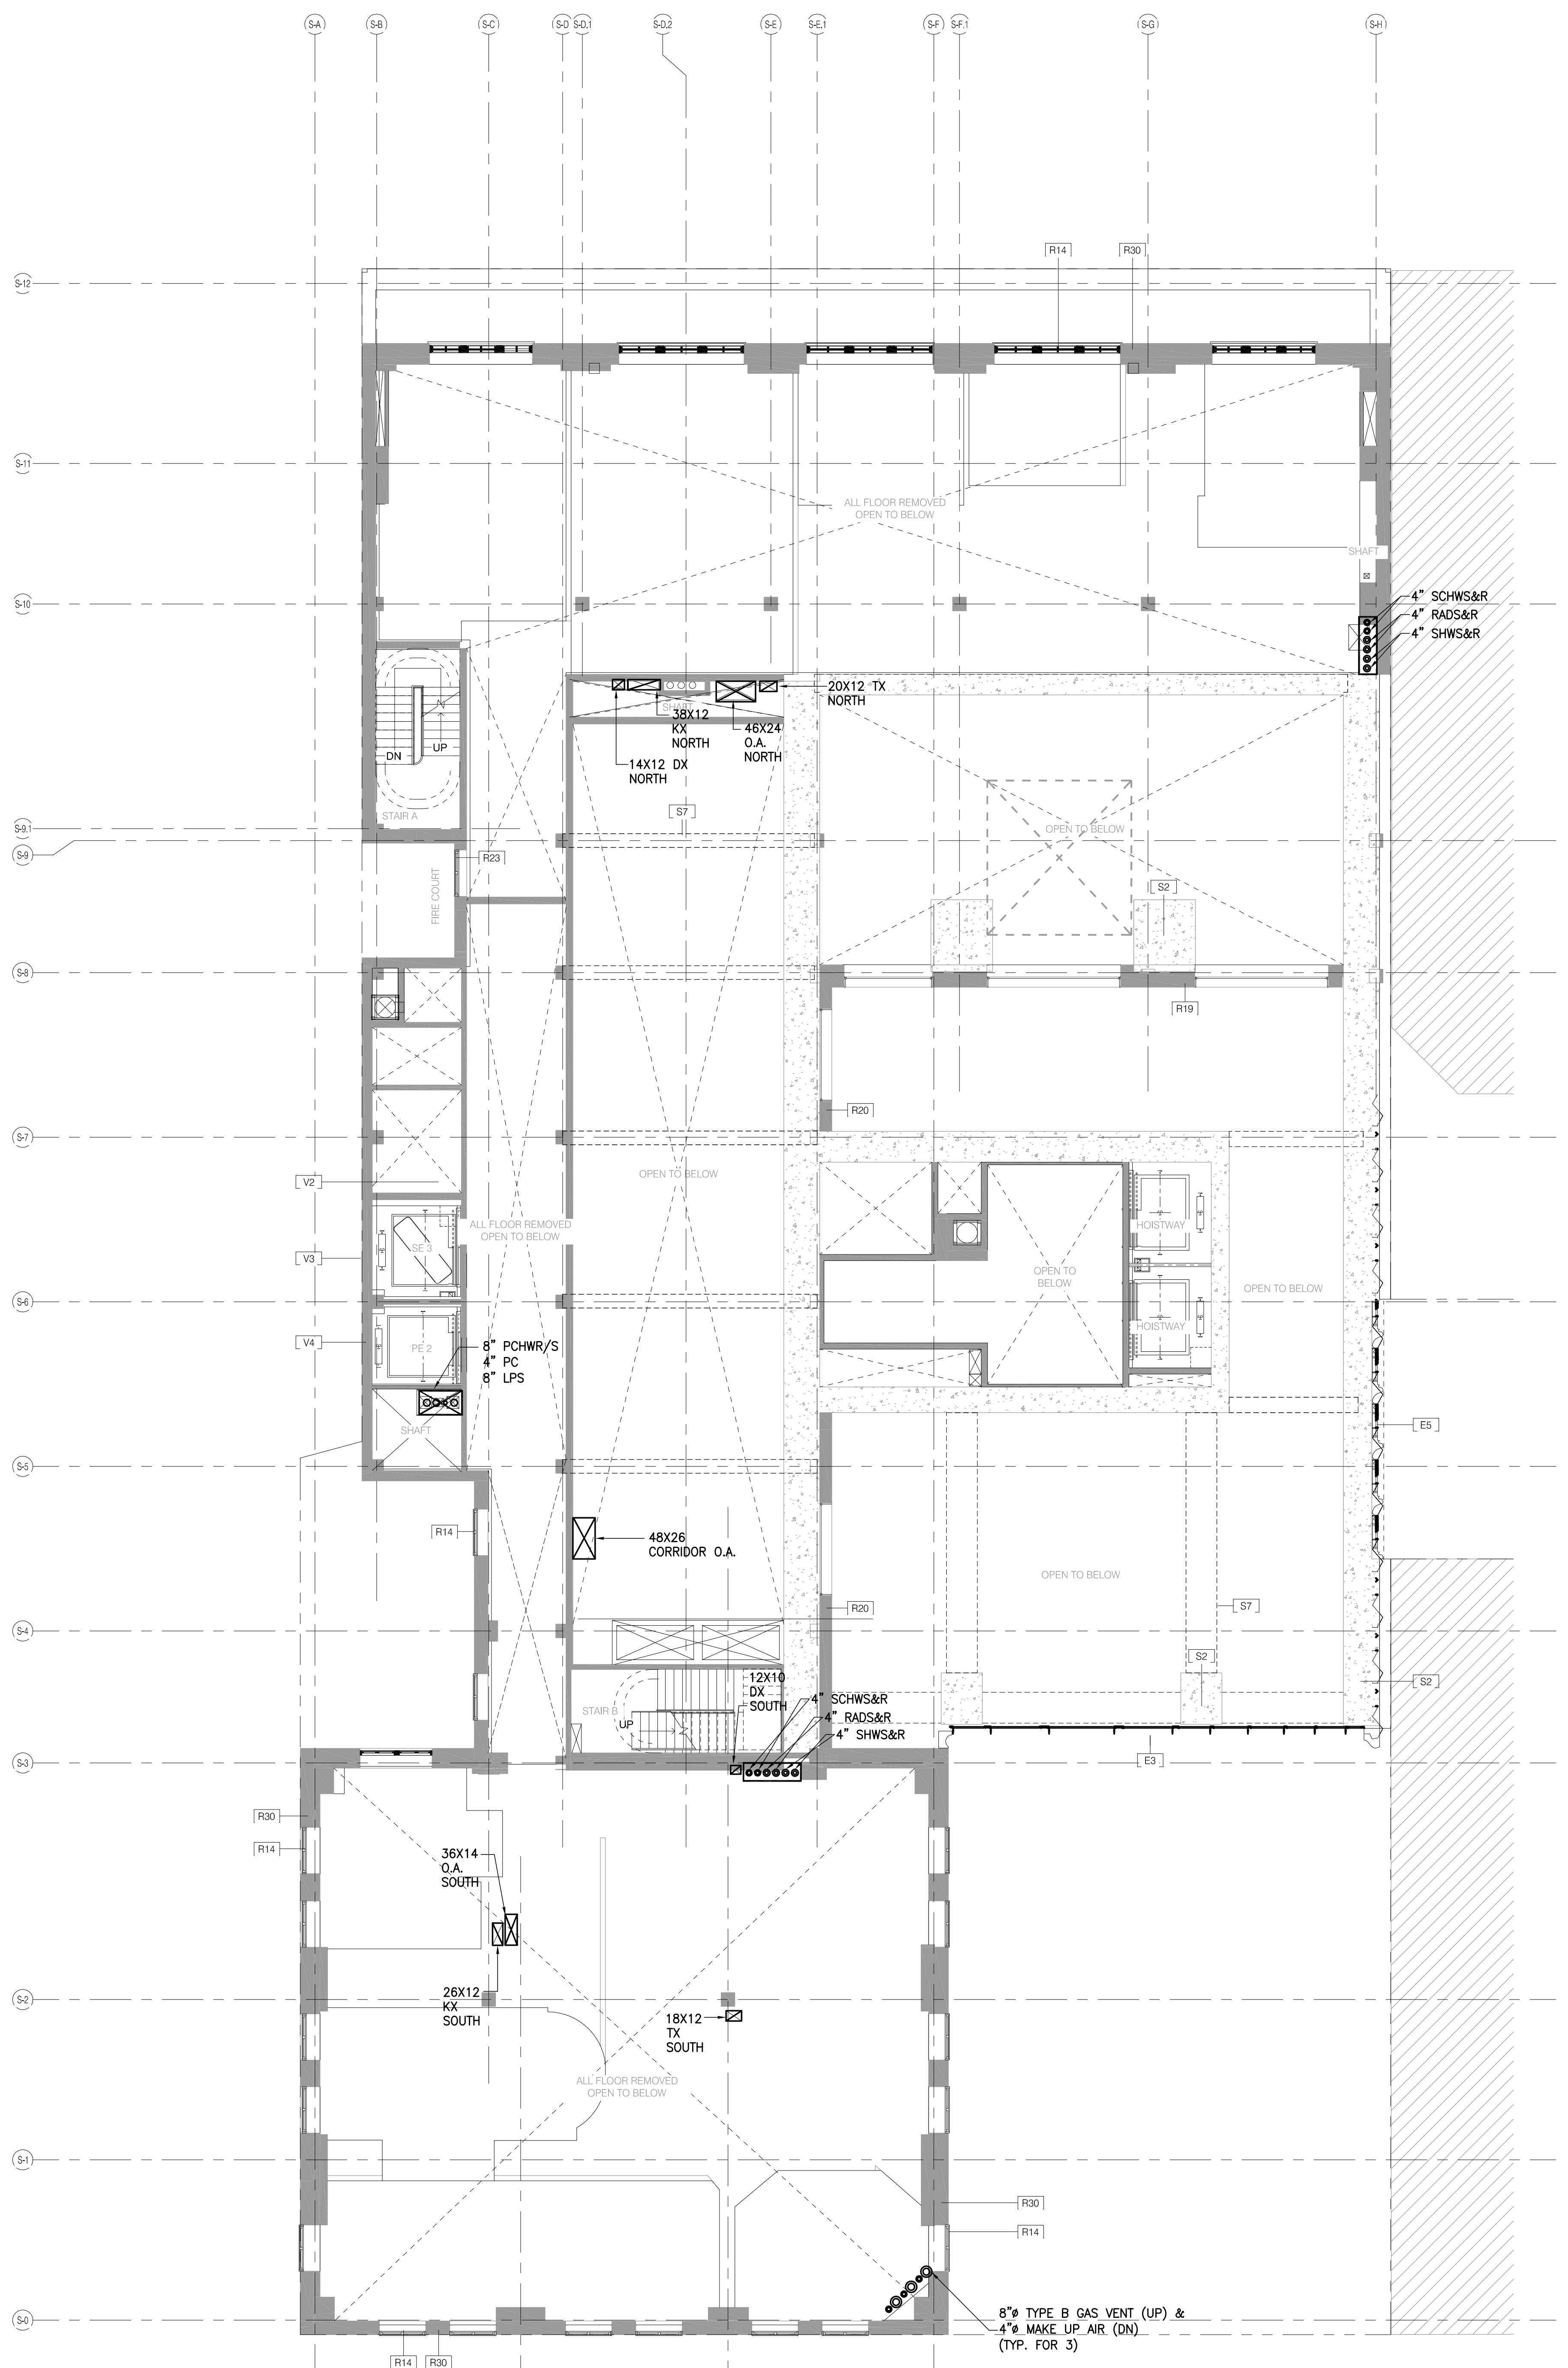 S-A
S-B
S-C
S-D
S-D.1
S-D.2
S-E
S-E.1
S-F
S-F.1
S-G
S-H
R14
R30
S-12
S-11
ALL FLOOR REMOVED
OPEN TO BELOW
SHAFT
S-10
4" SCHWS&R
4" RADS&R
4" SHWS&R
20X12 TX
NORTH
SHAFT
38X12
KX
NORTH
46X24
O.A.
NORTH
14X12 DX
NORTH
DN
UP
STAIR A
S7
S-9.1
S-9
OPEN TO BELOW
R23
FIRE COURT
S2
S-8
R19
R20
S-7
OPEN TO BELOW
V2
ALL FLOOR REMOVED
OPEN TO BELOW
HOISTWAY
SE 3
V3
OPEN TO
BELOW
OPEN TO BELOW
S-6
HOISTWAY
V4
PE 2
8" PCHWR/S
4" PC
8" LPS
SHAFT
E5
S-5
R14
48X26
CORRIDOR O.A.
OPEN TO BELOW
R20
S7
S-4
S2
S2
12X10
DX
SOUTH
STAIR B
UP
4" SCHWS&R
4" RADS&R
4" SHWS&R
S-3
E3
R30
R14
36X14
O.A.
SOUTH
26X12
KX
SOUTH
S-2
18X12
TX
SOUTH
ALL FLOOR REMOVED
OPEN TO BELOW
S-1
R30
R14
S-0
8"ø TYPE B GAS VENT (UP) &
4"ø MAKE UP AIR (DN)
(TYP. FOR 3)
R14
R30